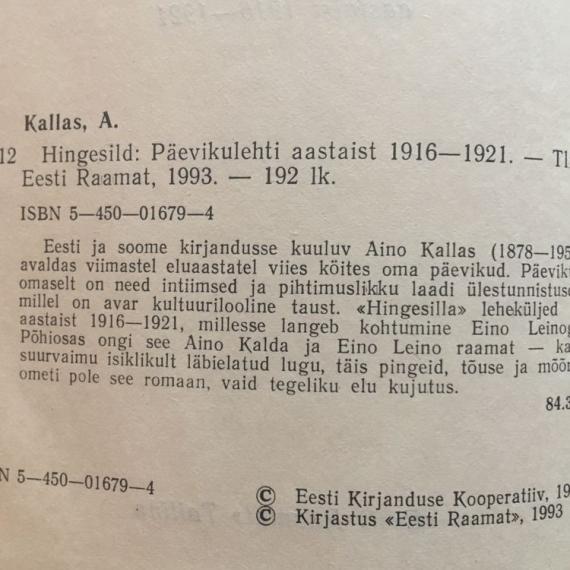 Kallas, A.
12 Hingesild: Päevikulehti aastaist 1916—1921. — Tl
Eesti Raamat, 1993. — 192 lk.
ISBN 5—450—01679—4
Eesti ja soome kirjandusse kuuluv Aino Kallas (1878—195
avaldas viimastel eluaastatel viies köites oma päevikud. Päevik
omaselt on need intiimsed ja pihtimuslikku laadi ülestunnistus
millel on avar kultuurilooline taust. «Hingesilla» leheküljed
aastaist 1916—1921, millesse langeb kohtumine Eino Leino
Põhiosas ongi see Aino Kalda ja Eino Leino raamat — ka
suurvaimu isiklikult läbielatud lugu, täis pingeid, tõuse ja mõõn
ometi pole see romaan, vaid tegeliku elu kujutus.
84.3
N 5—450—01679—4
© Eesti Kirjanduse Kooperatiiv, 19
© Kirjastus «Eesti Raamat», 1993